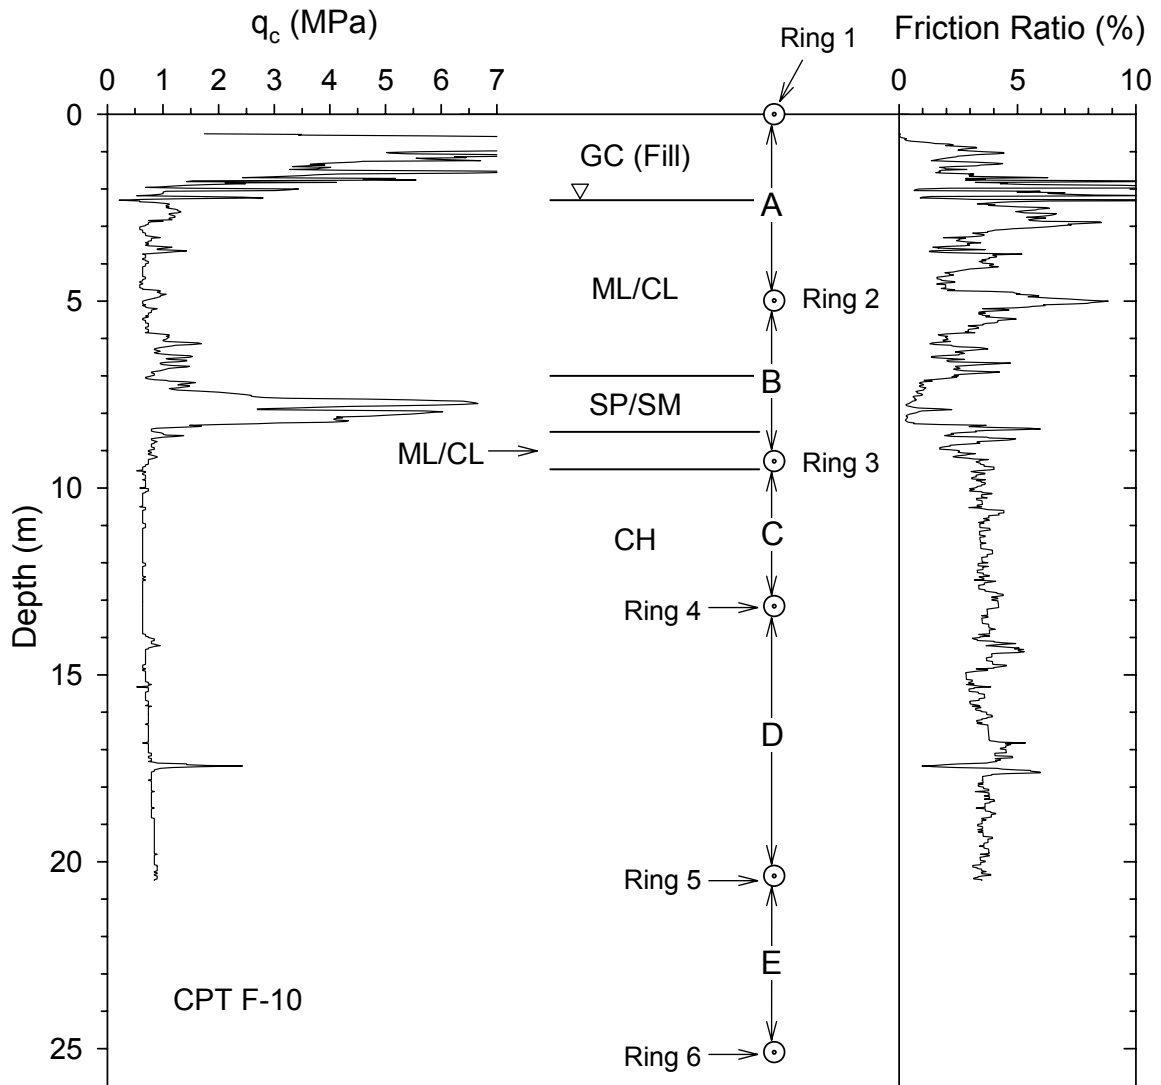 q_c (MPa)
Ring 1
Friction Ratio (%)
0 1 2 3 4 5 6 7
0 5 10
0
GC (Fill)
A
ML/CL
5
Ring 2
B
SP/SM
ML/CL
Ring 3
10
CH
C
Depth (m)
Ring 4
15
D
20
Ring 5
E
CPT F-10
25
Ring 6